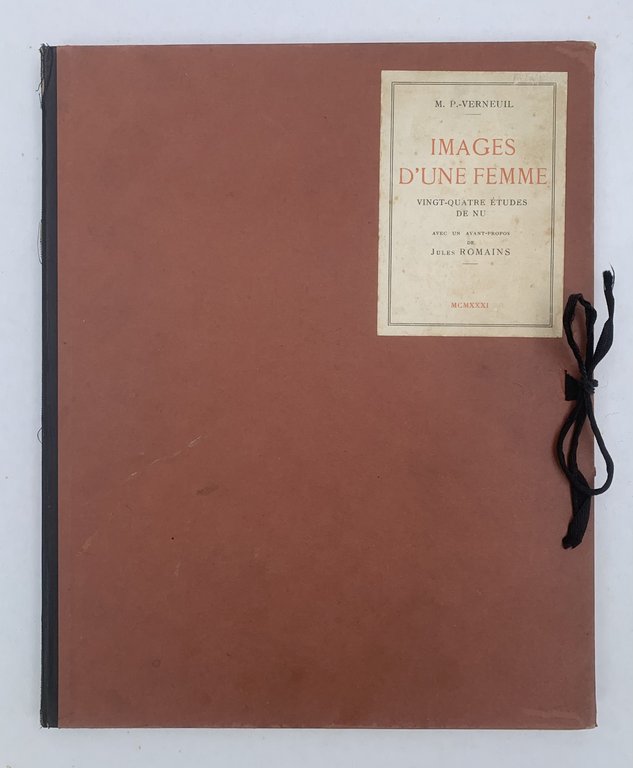 M. P.-VERNEUIL
IMAGES
D'UNE FEMME
VINGT-QUATRE ÉTUDES
DE NU
AVEC UN AVANT-PROPOS
DE
JULES ROMAINS
MCMXXXI